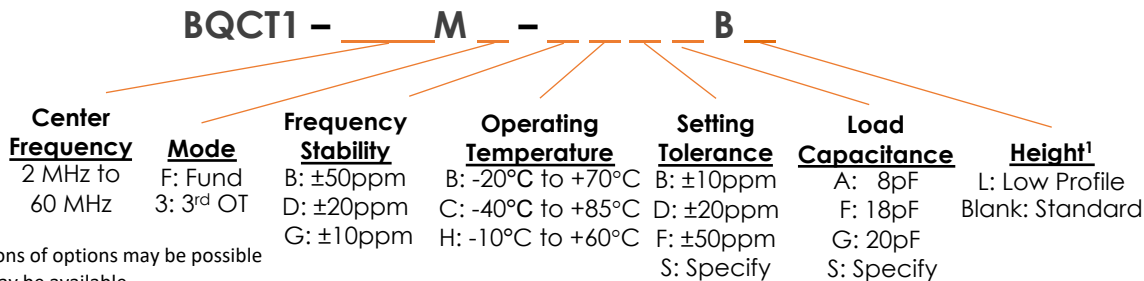 BQCT1 – _____M _ – _ _ _ _ B _
Center Frequency
2 MHz to
60 MHz
Mode
F: Fund
3: 3rd OT
Frequency Stability
B: ±50ppm
D: ±20ppm
G: ±10ppm
Operating Temperature
B: -20°C to +70°C
C: -40°C to +85°C
H: -10°C to +60°C
Setting Tolerance
B: ±10ppm
D: ±20ppm
F: ±50ppm
S: Specify
Load Capacitance
A: 8pF
F: 18pF
G: 20pF
S: Specify
Height1
L: Low Profile
Blank: Standard
ons of options may be possible